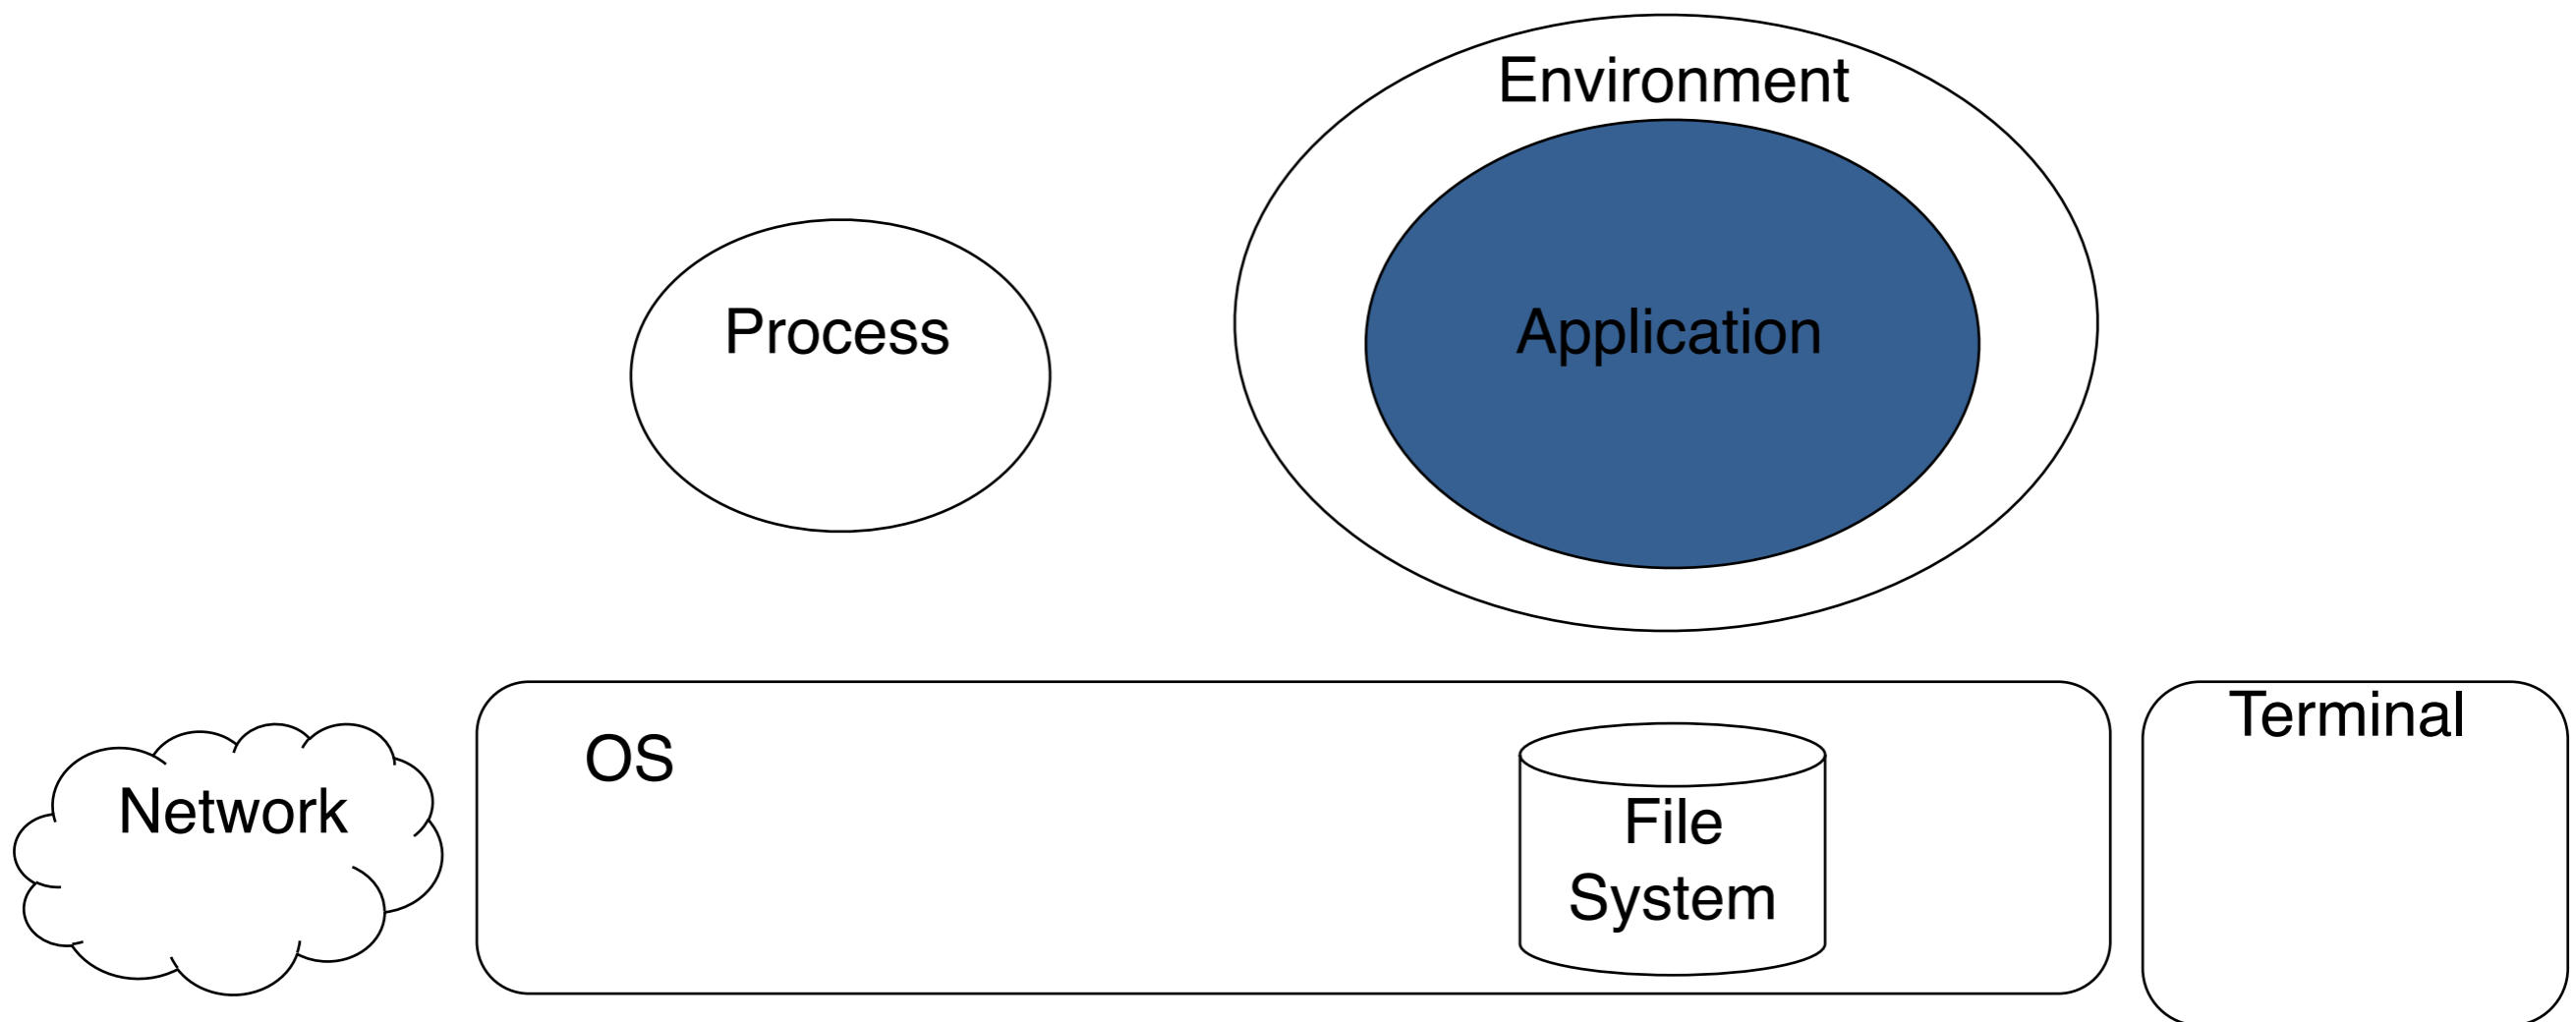 Environment
Process
Application
Network
OS
File
System
Terminal